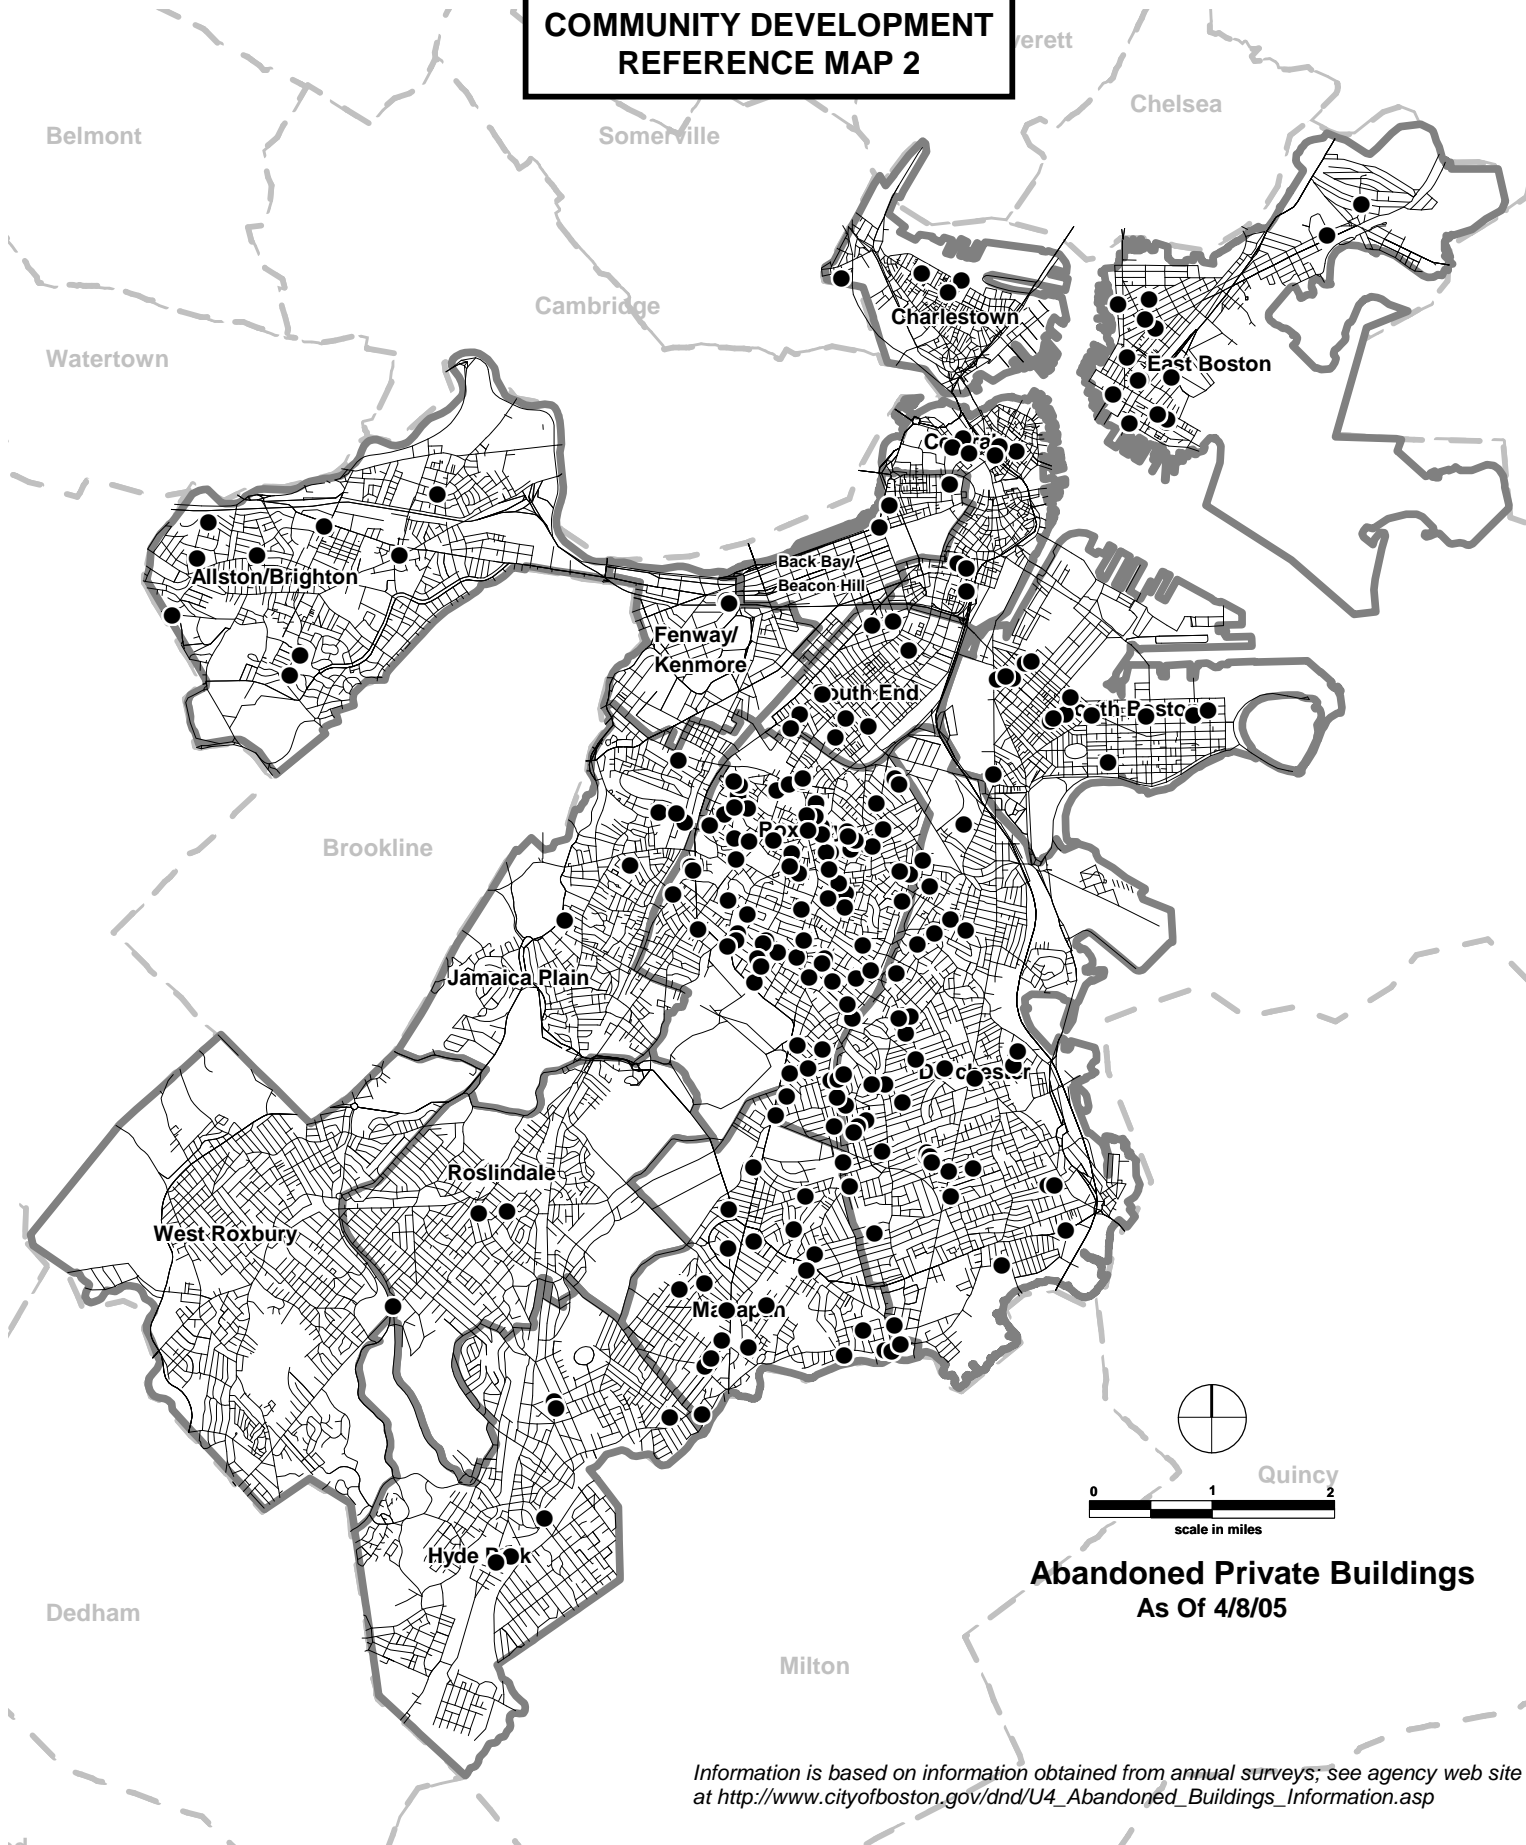 COMMUNITY DEVELOPMENT
REFERENCE MAP 2
verett
Chelsea
Belmont
Somerville
Cambridge
Charlestown
Watertown
East Boston
Back Bay/
Beacon Hill
Allston/Brighton
Fenway/
Kenmore
outh End
Brookline
Jamaica Plain
Roslindale
West Roxbury
Quincy
0 1 2
scale in miles
Abandoned Private Buildings
As Of 4/8/05
Dedham
Milton
Information is based on information obtained from annual surveys; see agency web site
at http://www.cityofboston.gov/dnd/U4_Abandoned_Buildings_Information.asp